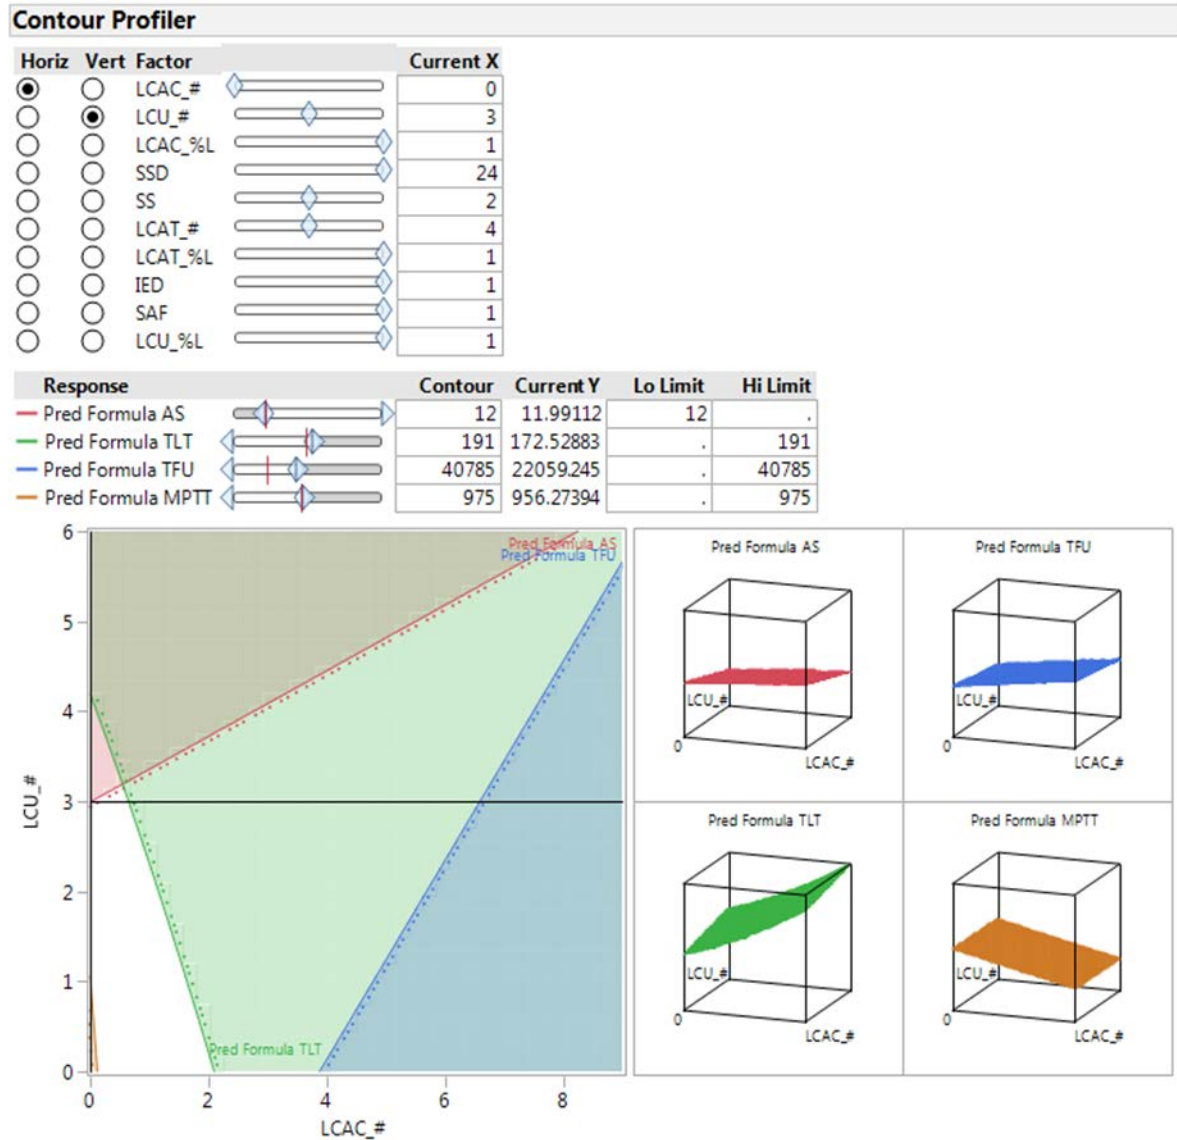 Contour Profiler
Horiz Vert Factor Current X
LCAC_# 0
LCU_# 3
LCAC_%L 1
SSD 24
SS 2
LCAT_# 4
LCAT_%L 1
IED 1
SAF 1
LCU_%L 1
Response Contour Current Y Lo Limit Hi Limit
Pred Formula AS 12 11.99112 12 .
Pred Formula TLT 191 172.52883 . 191
Pred Formula TFU 40785 22059.245 . 40785
Pred Formula MPTT 975 956.27394 . 975
6
5
4
3
2
1
0
LCU_#
Pred Formula AS
Pred Formula TFU
Pred Formula TLT
0 2 4 6 8
LCAC_#
Pred Formula AS
LCU_#
0
LCAC_#
Pred Formula TFU
LCU_#
0
LCAC_#
Pred Formula TLT
LCU_#
0
LCAC_#
Pred Formula MPTT
LCU_#
0
LCAC_#